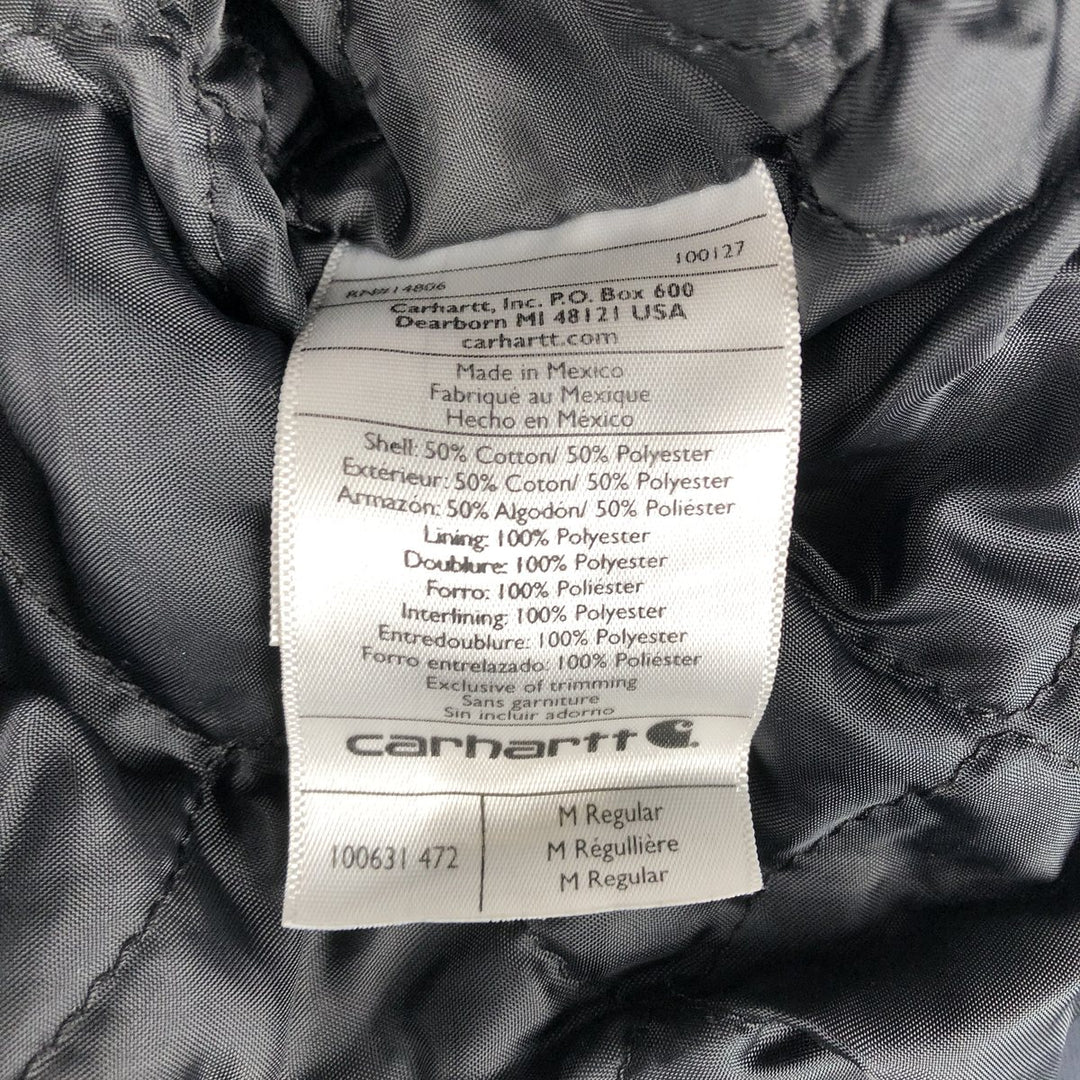 RN#14806 100127
Carhartt, Inc. P.O. Box 600
Dearborn MI 48121 USA
carhartt.com
Made in Mexico
Fabriqué au Mexique
Hecho en México
Shell: 50% Cotton/ 50% Polyester
Exterieur: 50% Coton/ 50% Polyester
Armazón: 50% Algodón/ 50% Poliéster
Lining: 100% Polyester
Doublure: 100% Polyester
Forro: 100% Poliéster
Interlining: 100% Polyester
Entredoublure: 100% Polyester
Forro entrelazado: 100% Poliéster
Exclusive of trimming
Sans garniture
Sin incluir adorno
carhartt
100631 472
M Regular
M Régullière
M Regular